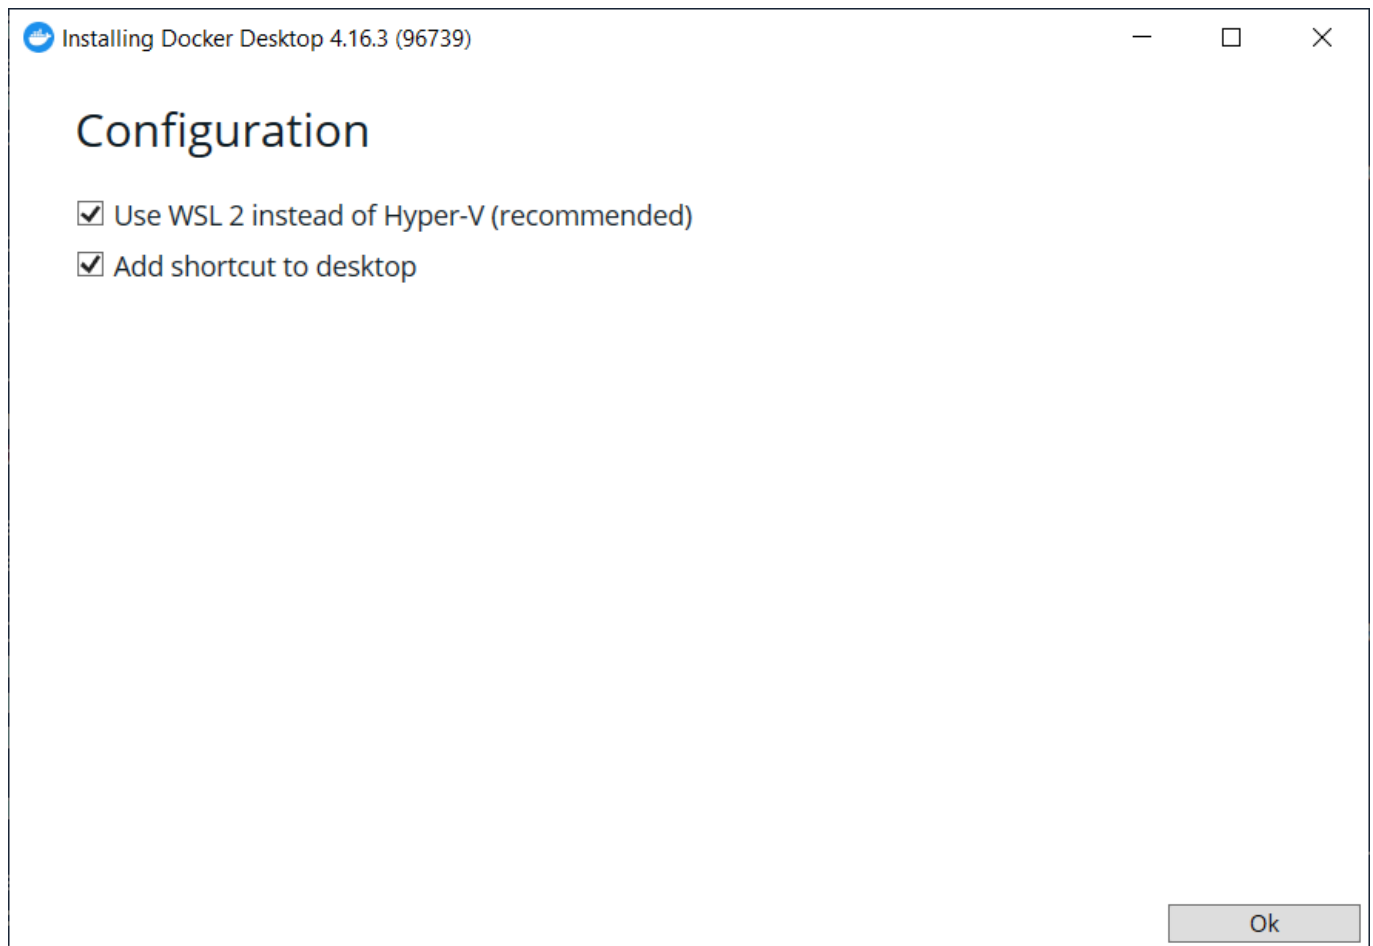 Installing Docker Desktop 4.16.3 (96739)
Configuration
Use WSL 2 instead of Hyper-V (recommended)
Add shortcut to desktop
Ok